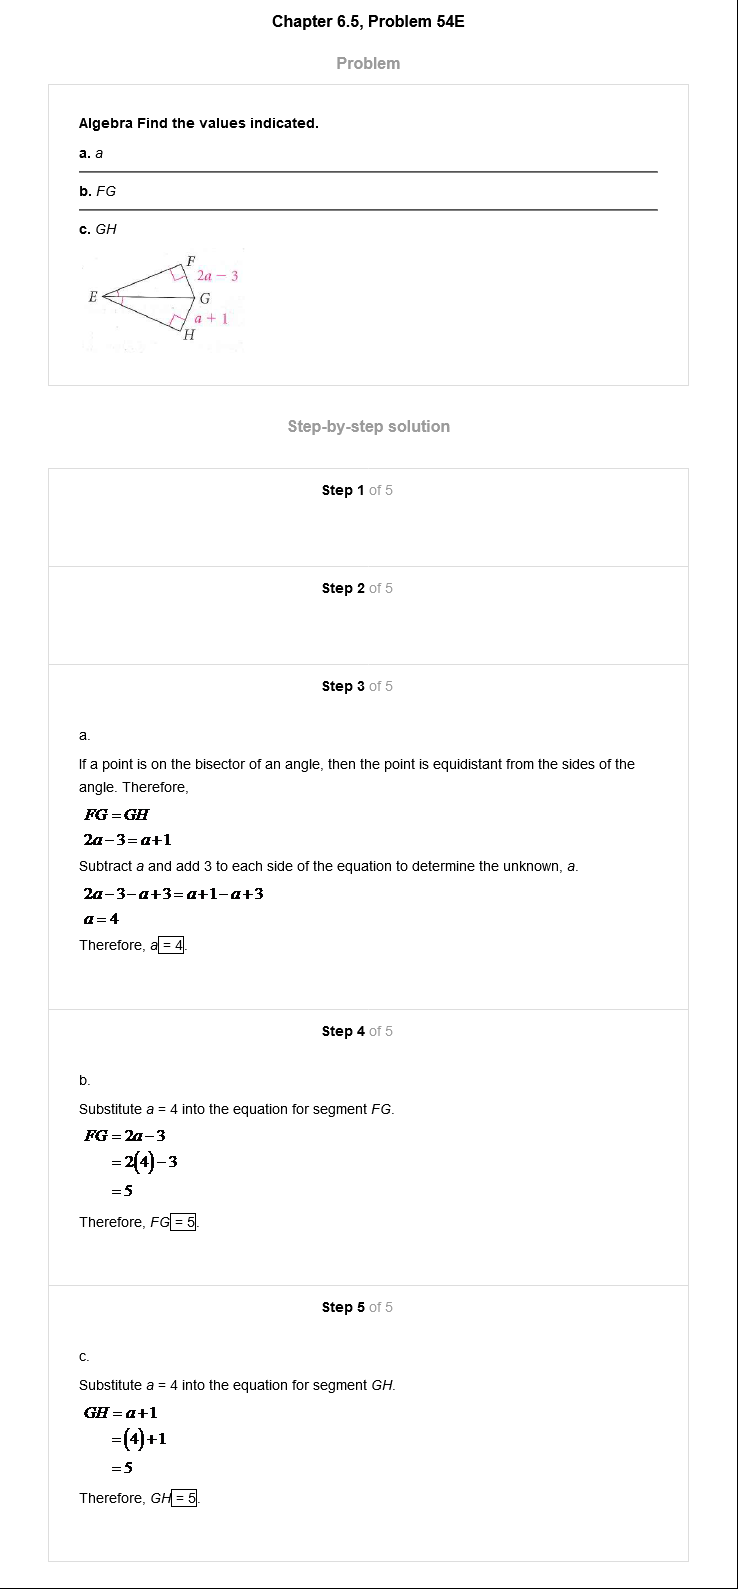 Chapter 6.5, Problem 54E
Problem
Algebra Find the values indicated.
a. a
b. FG
c. GH
F
2a − 3
E
G
a + 1
H
Step-by-step solution
Step 1 of 5
Step 2 of 5
Step 3 of 5
a.
If a point is on the bisector of an angle, then the point is equidistant from the sides of the
angle. Therefore,
FG = GH
2a − 3 = a + 1
Subtract a and add 3 to each side of the equation to determine the unknown, a.
2a − 3 − a + 3 = a + 1 − a + 3
a = 4
Therefore, a = 4.
Step 4 of 5
b.
Substitute a = 4 into the equation for segment FG.
FG = 2a − 3
= 2(4) − 3
= 5
Therefore, FG = 5.
Step 5 of 5
c.
Substitute a = 4 into the equation for segment GH.
GH = a + 1
= (4) + 1
= 5
Therefore, GH = 5.